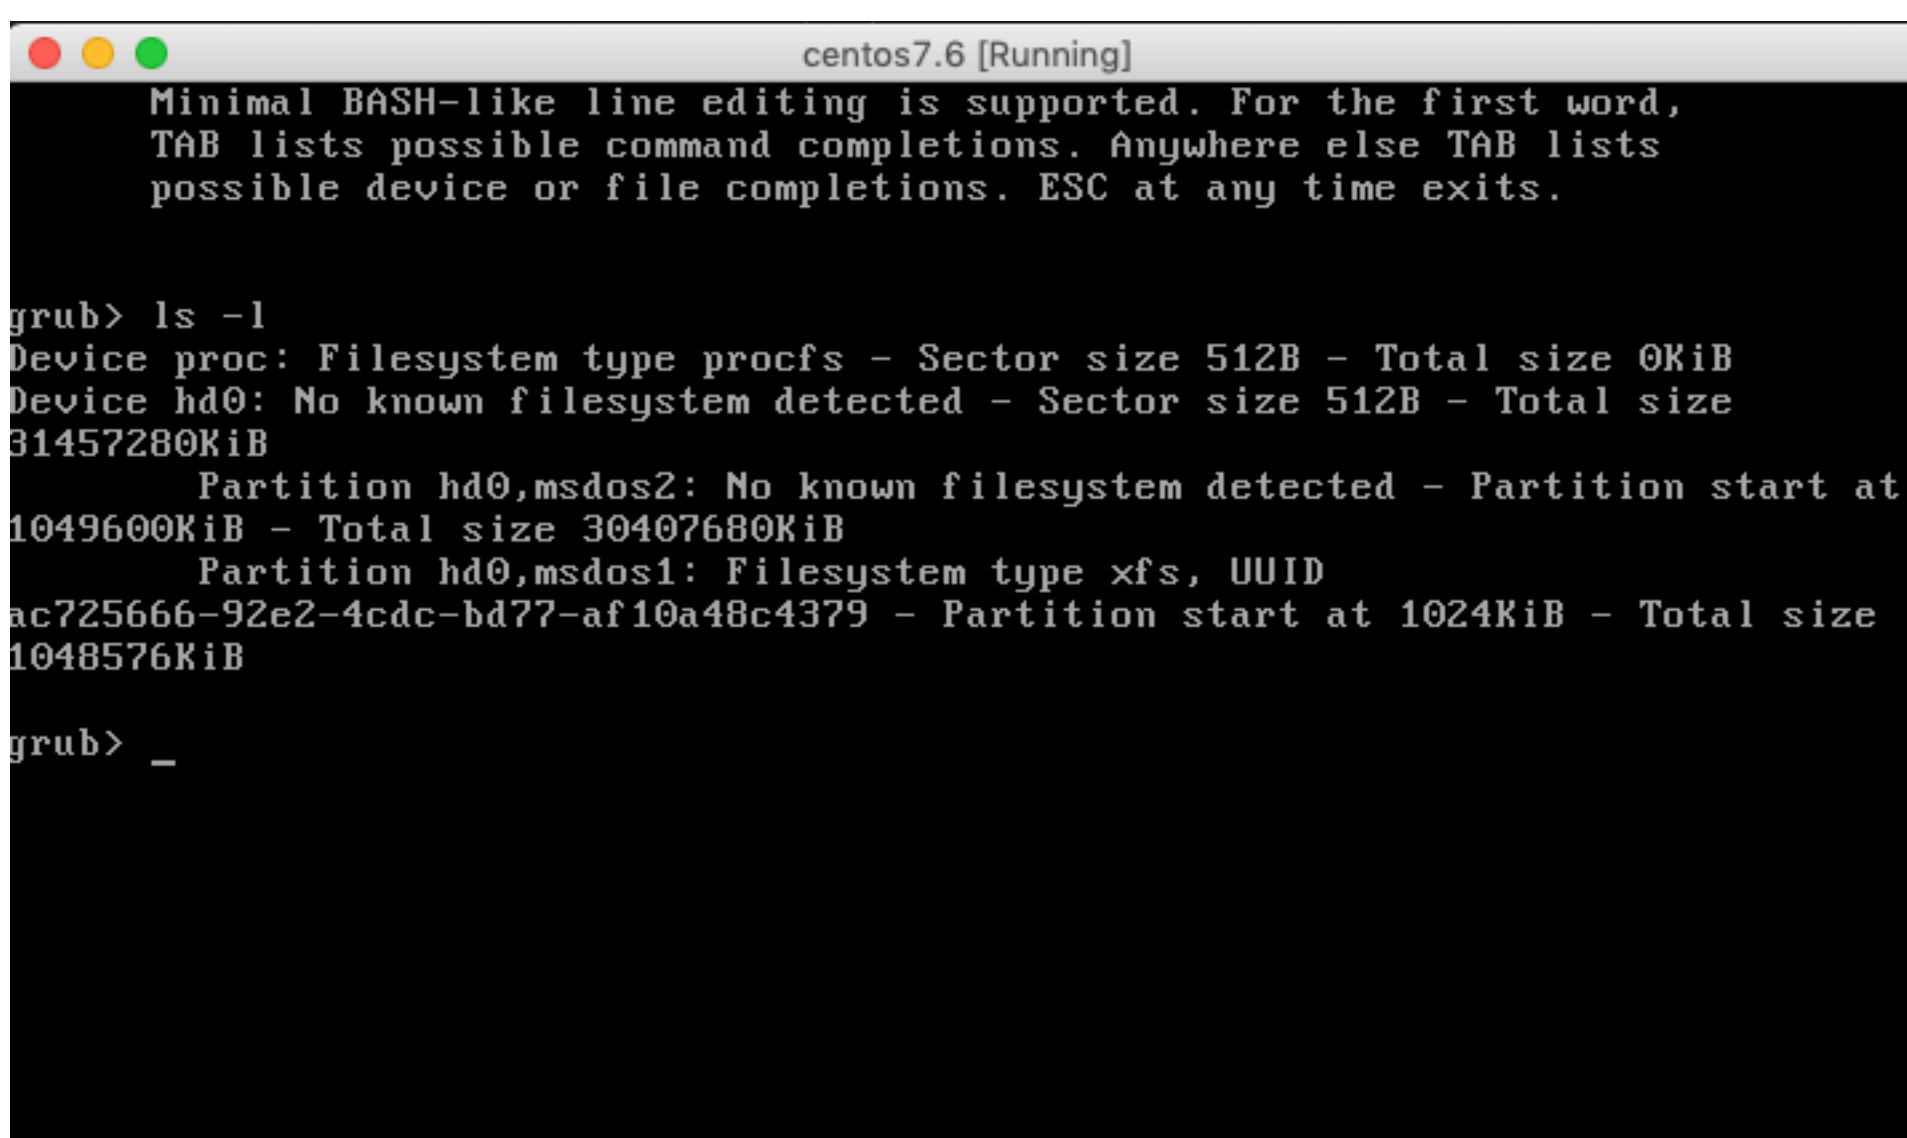 centos7.6 [Running]
Minimal BASH-like line editing is supported. For the first word,
TAB lists possible command completions. Anywhere else TAB lists
possible device or file completions. ESC at any time exits.
grub> ls -l
Device proc: Filesystem type procfs - Sector size 512B - Total size 0KiB
Device hd0: No known filesystem detected - Sector size 512B - Total size
31457280KiB
Partition hd0,msdos2: No known filesystem detected - Partition start at
1049600KiB - Total size 30407680KiB
Partition hd0,msdos1: Filesystem type xfs, UUID
ac725666-92e2-4cdc-bd77-af10a48c4379 - Partition start at 1024KiB - Total size
1048576KiB
grub> _